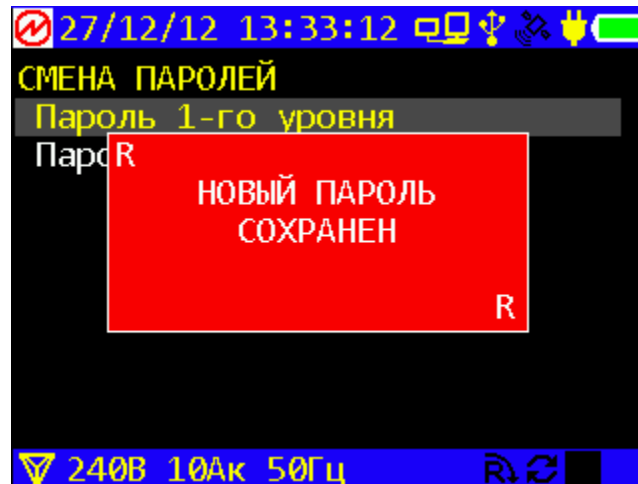 27/12/12 13:33:12
СМЕНА ПАРОЛЕЙ
Пароль 1-го уровня
Паро
R
НОВЫЙ ПАРОЛЬ
СОХРАНЕН
R
240В 10Ак 50Гц R